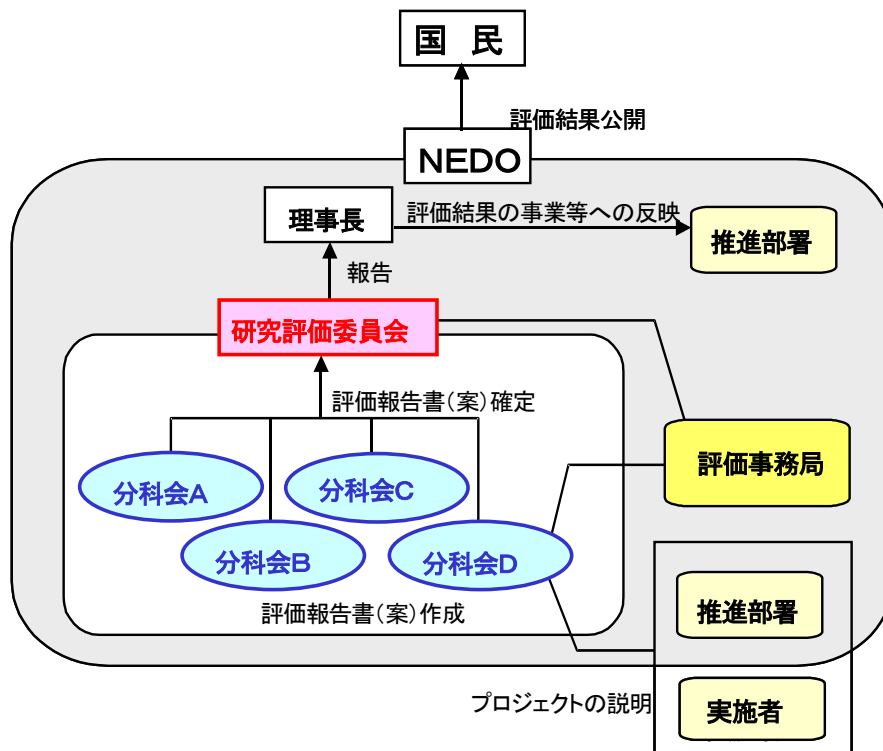 国 民
評価結果公開
NEDO
理事長
評価結果の事業等への反映
推進部署
報告
研究評価委員会
評価報告書(案)確定
評価事務局
分科会A
分科会C
分科会B
分科会D
推進部署
評価報告書(案)作成
プロジェクトの説明
実施者